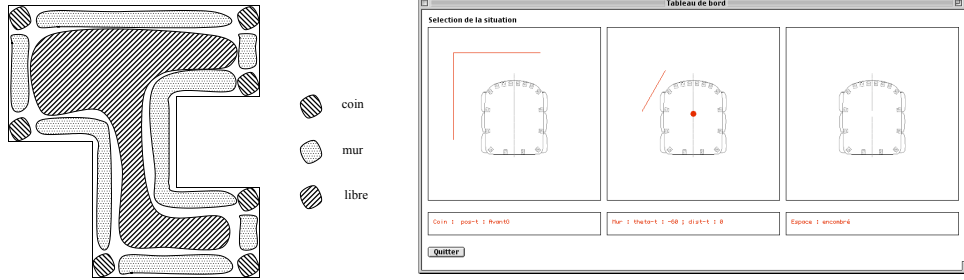 coin
mur
libre
Tableau de bord
Selection de la situation
Coin : pos-t : AvantG
Mur : theta-t : -60 ; dist-t : 0
Espace : encombré
Quitter